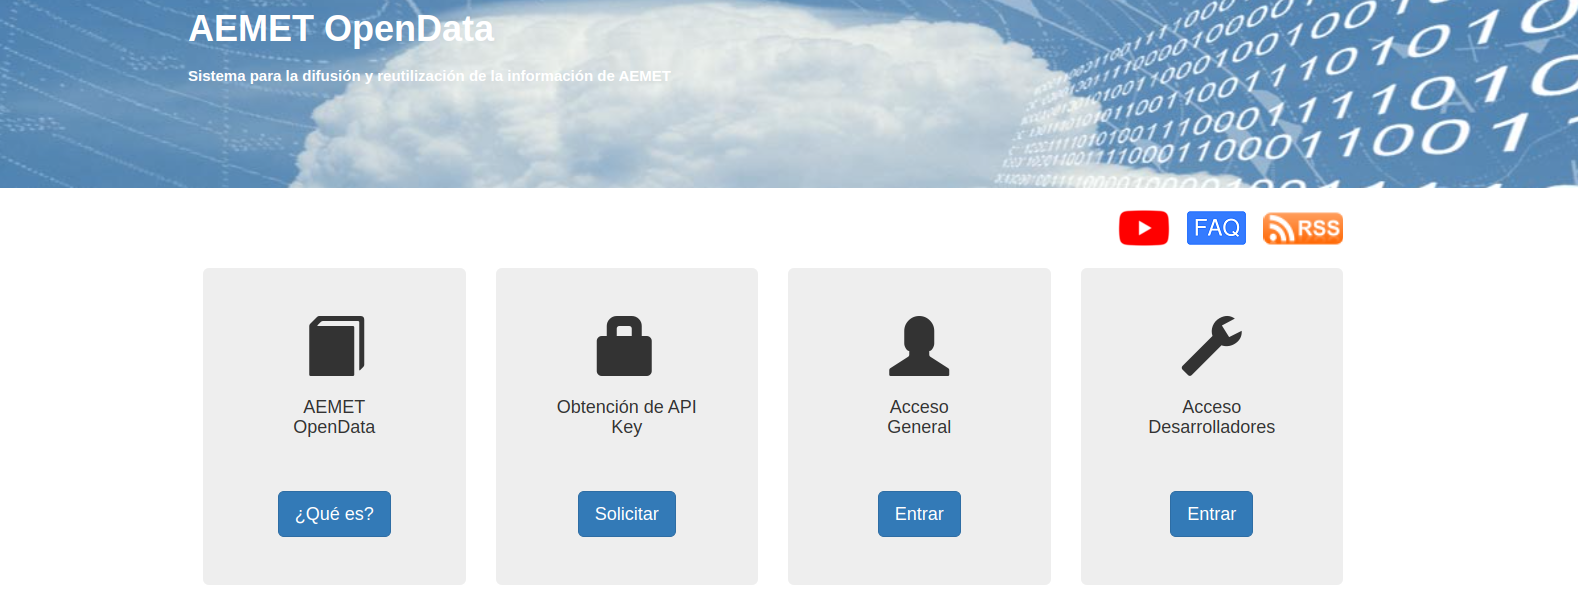 AEMET OpenData
Sistema para la difusión y reutilización de la información de AEMET
FAQ
RSS
AEMET
OpenData
¿Qué es?
Obtención de API
Key
Solicitar
Acceso
General
Entrar
Acceso
Desarrolladores
Entrar